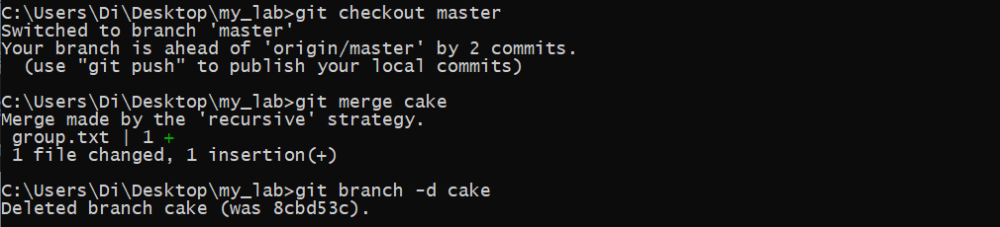 C:\Users\Di\Desktop\my_lab>git checkout master
Switched to branch 'master'
Your branch is ahead of 'origin/master' by 2 commits.
  (use "git push" to publish your local commits)
C:\Users\Di\Desktop\my_lab>git merge cake
Merge made by the 'recursive' strategy.
 group.txt | 1 +
 1 file changed, 1 insertion(+)
C:\Users\Di\Desktop\my_lab>git branch -d cake
Deleted branch cake (was 8cbd53c).